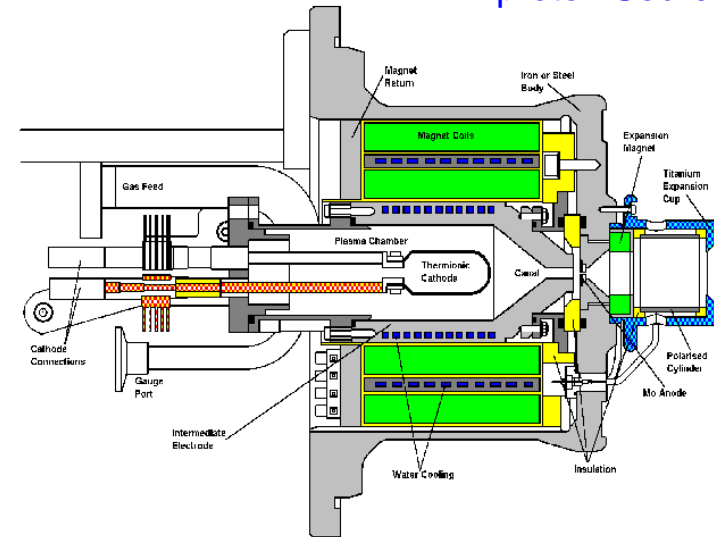 Magnet
Return
Iron or Steel
Body
Magnet Coils
Expansion
Magnet
Titanium
Expansion
Cup
Gas Feed
Plasma Chamber
Thermionic
Cathode
Canal
Cathode
Connections
Gauge
Port
Polarised
Cylinder
Mo Anode
Intermediate
Electrode
Water Cooling
Insulation